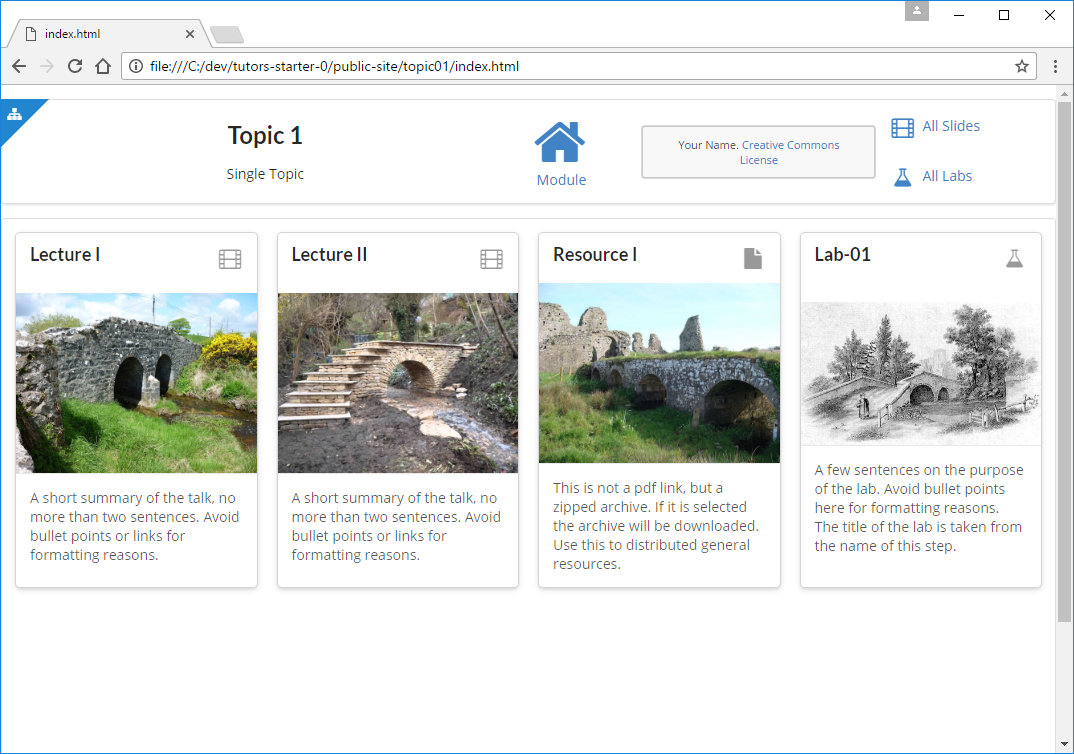 index.html
file:///C:/dev/tutors-starter-0/public-site/topic01/index.html
Topic 1
Single Topic
Module
Your Name. Creative Commons
License
All Slides
All Labs
Lecture I
A short summary of the talk, no
more than two sentences. Avoid
bullet points or links for
formatting reasons.
Lecture II
A short summary of the talk, no
more than two sentences. Avoid
bullet points or links for
formatting reasons.
Resource I
This is not a pdf link, but a
zipped archive. If it is selected
the archive will be downloaded.
Use this to distributed general
resources.
Lab-01
A few sentences on the purpose
of the lab. Avoid bullet points
here for formatting reasons.
The title of the lab is taken from
the name of this step.